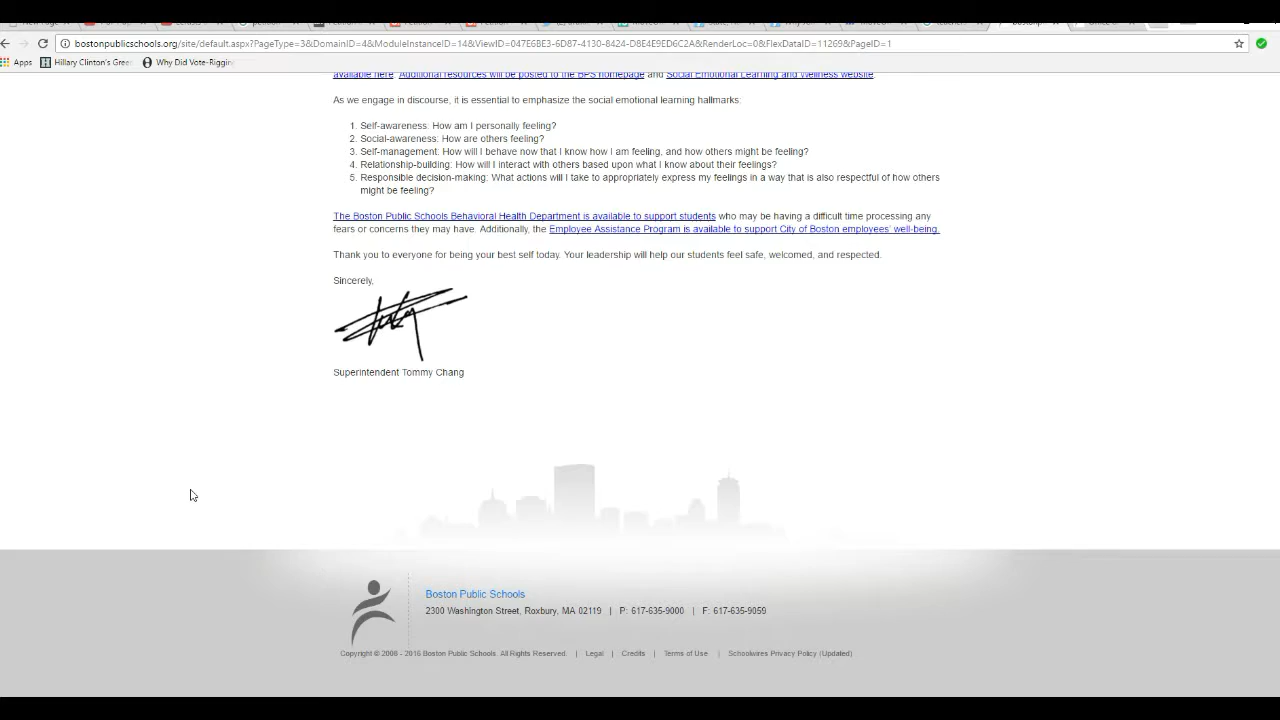 bostonpublicschools.org/site/default.aspx?PageType=3&DomainID=4&ModuleInstanceID=14&ViewID=047E6BE3-6D87-4130-8424-D8E4E9ED6C2A&RenderLoc=0&FlexDataID=11269&PageID=1
Apps Hillary Clinton's Gree Why Did Vote-Rigging
available here. Additional resources will be posted to the BPS homepage and Social Emotional Learning and Wellness website.
As we engage in discourse, it is essential to emphasize the social emotional learning hallmarks:
1. Self-awareness: How am I personally feeling?
2. Social-awareness: How are others feeling?
3. Self-management: How will I behave now that I know how I am feeling, and how others might be feeling?
4. Relationship-building: How will I interact with others based upon what I know about their feelings?
5. Responsible decision-making: What actions will I take to appropriately express my feelings in a way that is also respectful of how others
might be feeling?
The Boston Public Schools Behavioral Health Department is available to support students who may be having a difficult time processing any
fears or concerns they may have. Additionally, the Employee Assistance Program is available to support City of Boston employees' well-being.
Thank you to everyone for being your best self today. Your leadership will help our students feel safe, welcomed, and respected.
Sincerely,
Superintendent Tommy Chang
Boston Public Schools
2300 Washington Street, Roxbury, MA 02119 | P: 617-635-9000 | F: 617-635-9059
Copyright © 2006 - 2016 Boston Public Schools. All Rights Reserved. | Legal | Credits | Terms of Use | Schoolwires Privacy Policy (Updated)